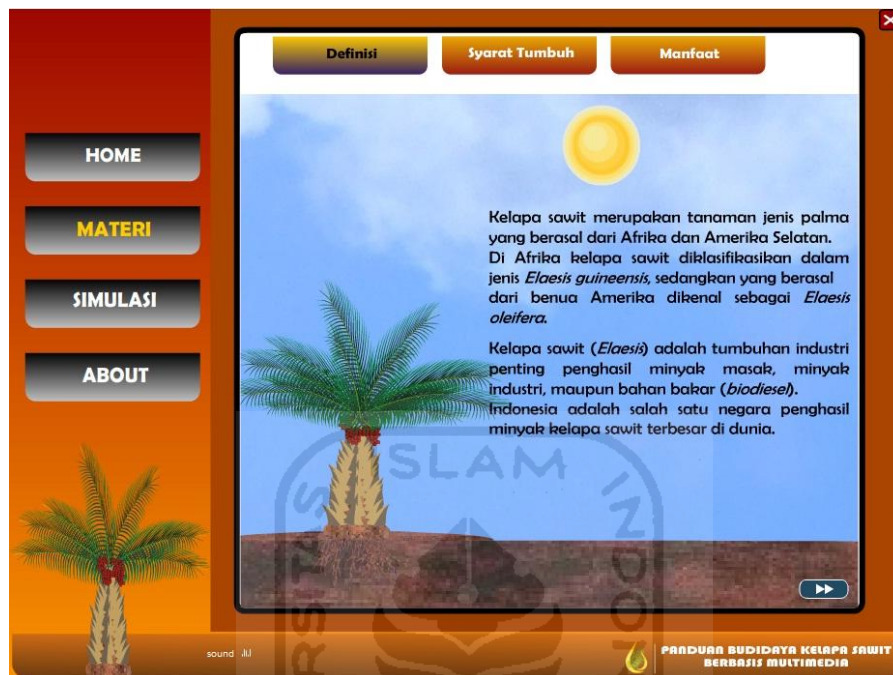 Definisi
Syarat Tumbuh
Manfaat
HOME
MATERI
SIMULASI
ABOUT
Kelapa sawit merupakan tanaman jenis palma
yang berasal dari Afrika dan Amerika Selatan.
Di Afrika kelapa sawit diklasifikasikan dalam
jenis Elaesis guineensis, sedangkan yang berasal
dari benua Amerika dikenal sebagai Elaesis
oleifera.
Kelapa sawit (Elaesis) adalah tumbuhan industri
penting penghasil minyak masak, minyak
industri, maupun bahan bakar (biodiesel).
Indonesia adalah salah satu negara penghasil
minyak kelapa sawit terbesar di dunia.
SLAM
INDON
RSITAS
sound
PANDUAN BUDIDAYA KELAPA SAWIT
BERBASIS MULTIMEDIA